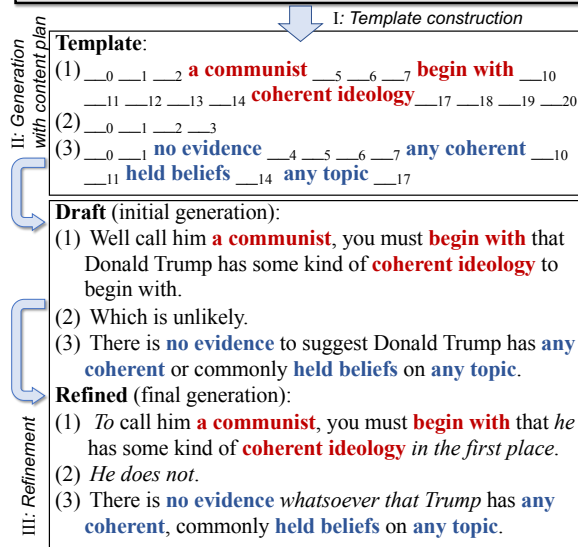 I: Template construction
II: Generation
with content plan
Template:
(1) __0 __1 __2 a communist __5 __6 __7 begin with __10
__11 __12 __13 __14 coherent ideology__17 __18 __19 __20
(2) __0 __1 __2 __3
(3) __0 __1 no evidence __4 __5 __6 __7 any coherent __10
__11 held beliefs __14 any topic __17
Draft (initial generation):
(1) Well call him a communist, you must begin with that
Donald Trump has some kind of coherent ideology to
begin with.
(2) Which is unlikely.
(3) There is no evidence to suggest Donald Trump has any
coherent or commonly held beliefs on any topic.
III: Refinement
Refined (final generation):
(1) To call him a communist, you must begin with that he
has some kind of coherent ideology in the first place.
(2) He does not.
(3) There is no evidence whatsoever that Trump has any
coherent, commonly held beliefs on any topic.